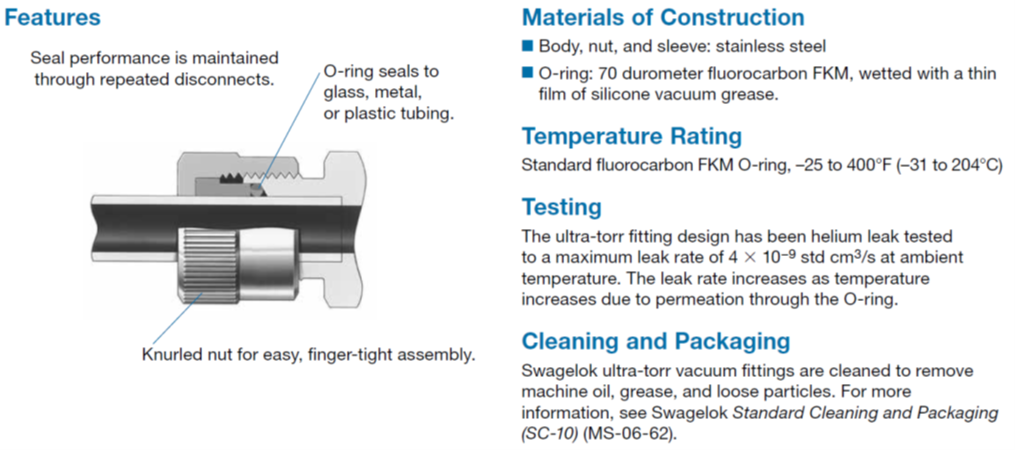 Features
Seal performance is maintained
through repeated disconnects.
O-ring seals to
glass, metal,
or plastic tubing.
Knurled nut for easy, finger-tight assembly.
Materials of Construction
■ Body, nut, and sleeve: stainless steel
■ O-ring: 70 durometer fluorocarbon FKM, wetted with a thin
film of silicone vacuum grease.
Temperature Rating
Standard fluorocarbon FKM O-ring, –25 to 400°F (–31 to 204°C)
Testing
The ultra-torr fitting design has been helium leak tested
to a maximum leak rate of 4 × 10⁻⁹ std cm³/s at ambient
temperature. The leak rate increases as temperature
increases due to permeation through the O-ring.
Cleaning and Packaging
Swagelok ultra-torr vacuum fittings are cleaned to remove
machine oil, grease, and loose particles. For more
information, see Swagelok Standard Cleaning and Packaging
(SC-10) (MS-06-62).